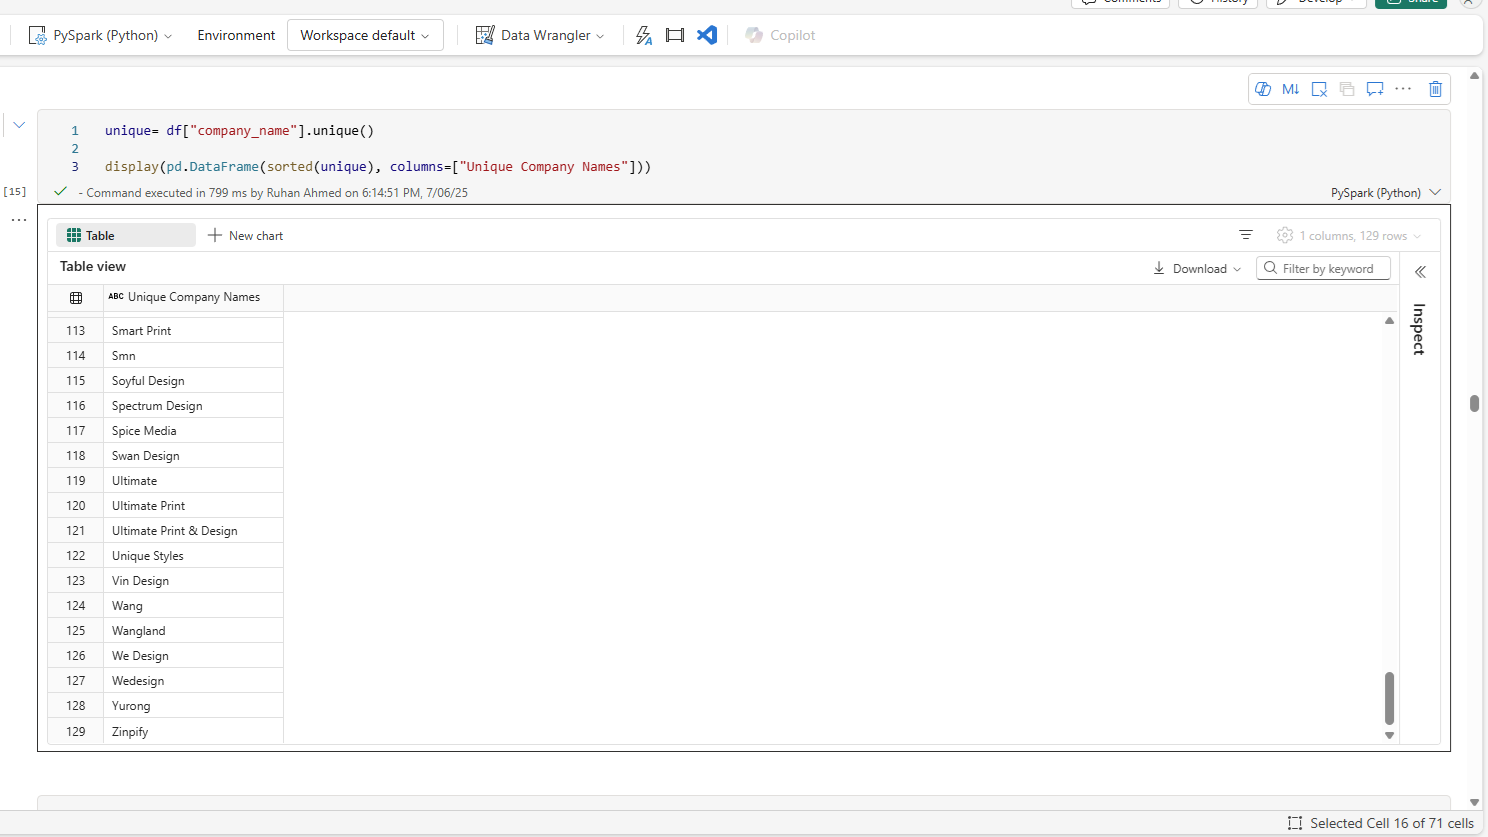 Comments History Develop Share
PySpark (Python) Environment Workspace default Data Wrangler Copilot
M↓ ...
1 unique= df["company_name"].unique()
2
3 display(pd.DataFrame(sorted(unique), columns=["Unique Company Names"]))
[15] - Command executed in 799 ms by Ruhan Ahmed on 6:14:51 PM, 7/06/25 PySpark (Python)
Table New chart 1 columns, 129 rows
Table view Download Filter by keyword
ABC Unique Company Names
Inspect
113 Smart Print
114 Smn
115 Soyful Design
116 Spectrum Design
117 Spice Media
118 Swan Design
119 Ultimate
120 Ultimate Print
121 Ultimate Print & Design
122 Unique Styles
123 Vin Design
124 Wang
125 Wangland
126 We Design
127 Wedesign
128 Yurong
129 Zinpify
Selected Cell 16 of 71 cells